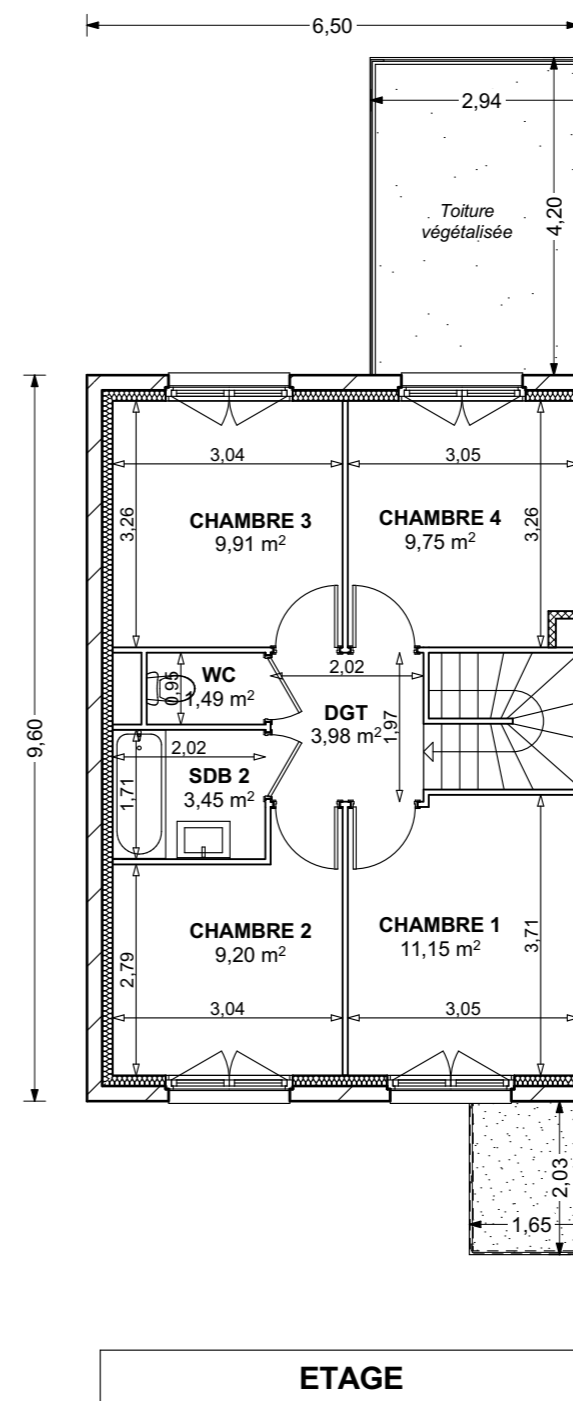 6,50
2,94
4,20
Toiture
végétalisée
9,60
3,04
3,05
3,26
CHAMBRE 3
9,91 m²
CHAMBRE 4
9,75 m²
3,26
WC
0,95
1,49 m²
2,02
DGT
3,98 m²
1,97
2,02
SDB 2
3,45 m²
1,71
CHAMBRE 2
9,20 m²
2,79
CHAMBRE 1
11,15 m²
3,71
3,04
3,05
2,03
1,65
ETAGE